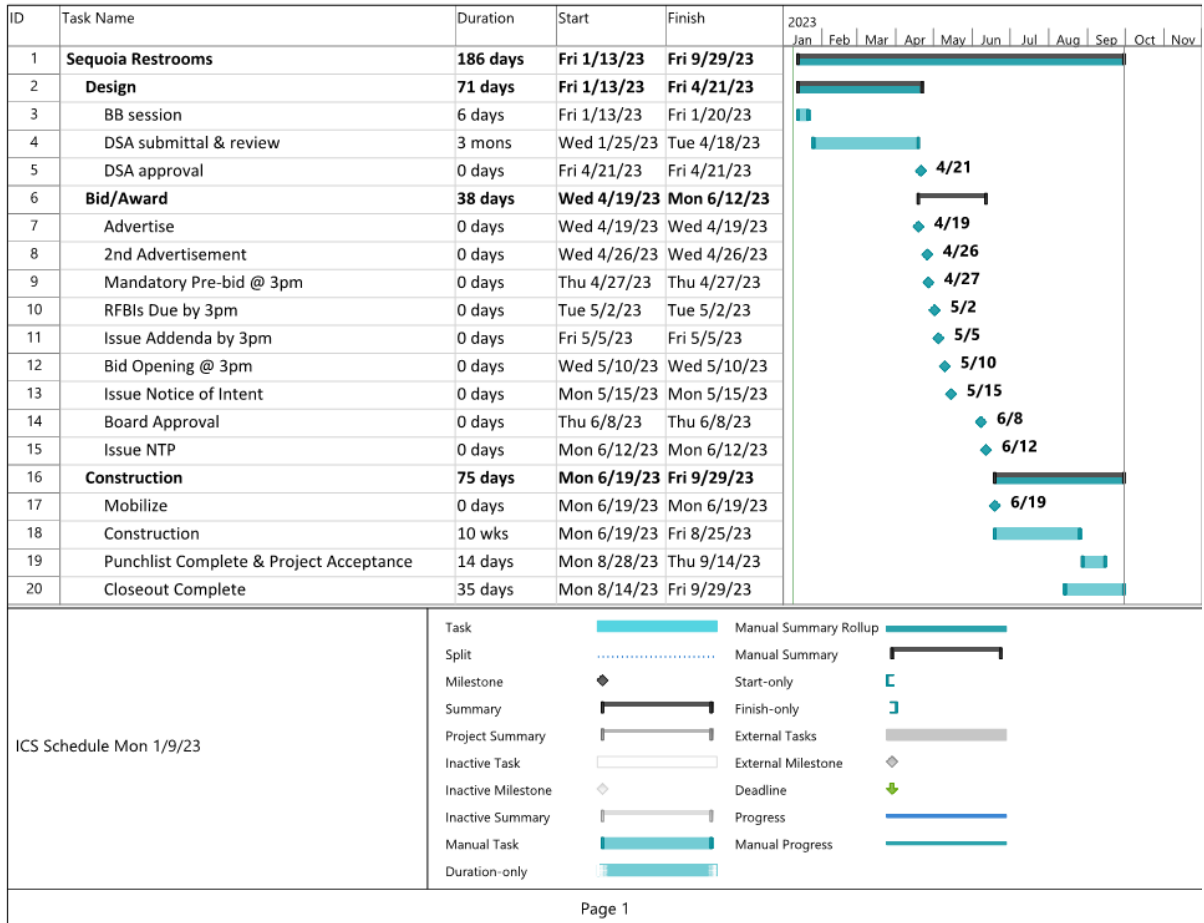 ID Task Name Duration Start Finish 2023
Jan Feb Mar Apr May Jun Jul Aug Sep Oct Nov
1 Sequoia Restrooms 186 days Fri 1/13/23 Fri 9/29/23
2 Design 71 days Fri 1/13/23 Fri 4/21/23
3 BB session 6 days Fri 1/13/23 Fri 1/20/23
4 DSA submittal & review 3 mons Wed 1/25/23 Tue 4/18/23
5 DSA approval 0 days Fri 4/21/23 Fri 4/21/23 4/21
6 Bid/Award 38 days Wed 4/19/23 Mon 6/12/23
7 Advertise 0 days Wed 4/19/23 Wed 4/19/23 4/19
8 2nd Advertisement 0 days Wed 4/26/23 Wed 4/26/23 4/26
9 Mandatory Pre-bid @ 3pm 0 days Thu 4/27/23 Thu 4/27/23 4/27
10 RFBIs Due by 3pm 0 days Tue 5/2/23 Tue 5/2/23 5/2
11 Issue Addenda by 3pm 0 days Fri 5/5/23 Fri 5/5/23 5/5
12 Bid Opening @ 3pm 0 days Wed 5/10/23 Wed 5/10/23 5/10
13 Issue Notice of Intent 0 days Mon 5/15/23 Mon 5/15/23 5/15
14 Board Approval 0 days Thu 6/8/23 Thu 6/8/23 6/8
15 Issue NTP 0 days Mon 6/12/23 Mon 6/12/23 6/12
16 Construction 75 days Mon 6/19/23 Fri 9/29/23
17 Mobilize 0 days Mon 6/19/23 Mon 6/19/23 6/19
18 Construction 10 wks Mon 6/19/23 Fri 8/25/23
19 Punchlist Complete & Project Acceptance 14 days Mon 8/28/23 Thu 9/14/23
20 Closeout Complete 35 days Mon 8/14/23 Fri 9/29/23
ICS Schedule Mon 1/9/23
Task Manual Summary Rollup
Split Manual Summary
Milestone Start-only
Summary Finish-only
Project Summary External Tasks
Inactive Task External Milestone
Inactive Milestone Deadline
Inactive Summary Progress
Manual Task Manual Progress
Duration-only
Page 1